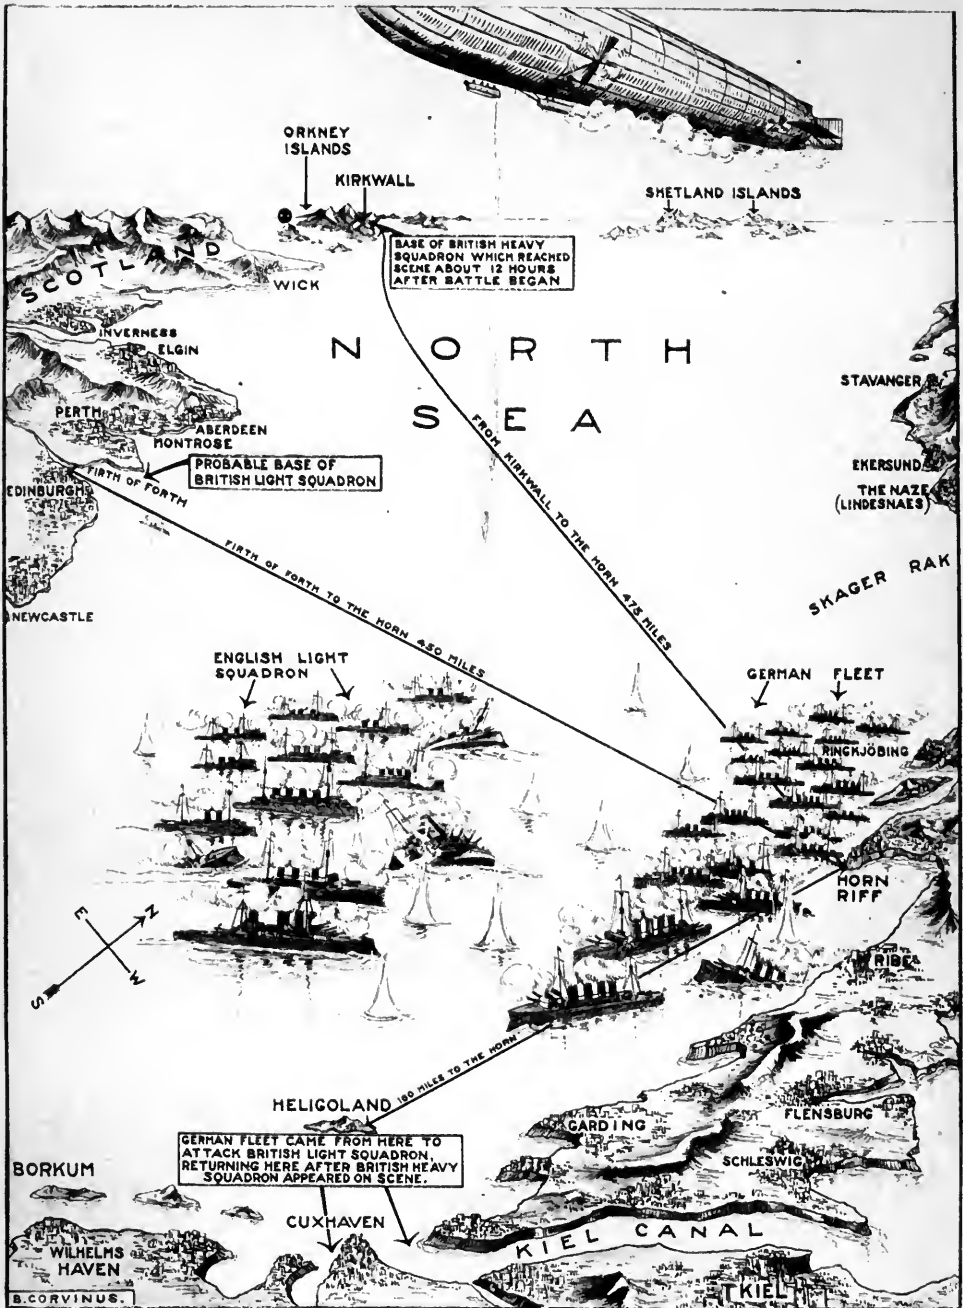 ORKNEY
ISLANDS
KIRKWALL
SHETLAND ISLANDS
BASE OF BRITISH HEAVY
SQUADRON WHICH REACHED
SCENE ABOUT 12 HOURS
AFTER BATTLE BEGAN
SCOTLAND
WICK
INVERNESS
ELGIN
NORTH
SEA
STAVANGER
PERTH
ABERDEEN
MONTROSE
FROM KIRKWALL TO THE HORN 475 MILES
PROBABLE BASE OF
BRITISH LIGHT SQUADRON
EKERSUND
THE NAZE
(LINDESNAES)
FIRTH OF FORTH
EDINBURGH
FIRTH OF FORTH TO THE HORN 450 MILES
SKAGER RAK
NEWCASTLE
ENGLISH LIGHT
SQUADRON
GERMAN FLEET
RINGKJÖBING
HORN
RIFF
E
N
S
W
RIBE
180 MILES TO THE HORN
HELIGOLAND
GARDING
FLENSBURG
GERMAN FLEET CAME FROM HERE TO
ATTACK BRITISH LIGHT SQUADRON,
RETURNING HERE AFTER BRITISH HEAVY
SQUADRON APPEARED ON SCENE.
SCHLESWIG
BORKUM
CUXHAVEN
KIEL CANAL
WILHELMS
HAVEN
KIEL
B. CORVINUS.